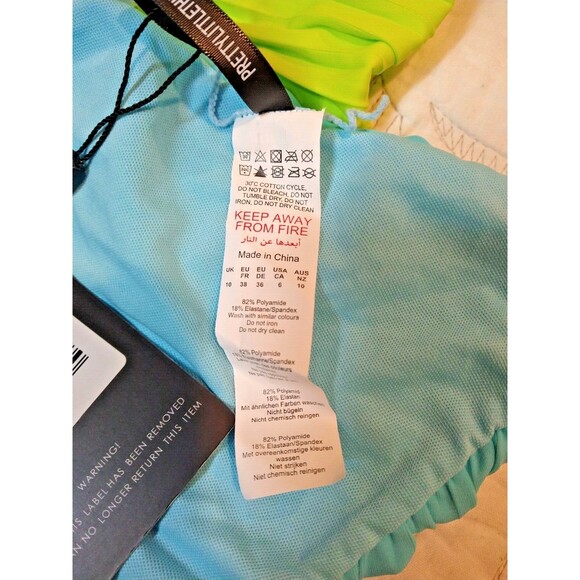 PRETTYLITTLETH
30°C COTTON CYCLE,
DO NOT BLEACH, DO NOT
TUMBLE DRY, DO NOT
IRON, DO NOT DRY CLEAN
KEEP AWAY
FROM FIRE
أبعدها عن النار
Made in China
UK EU FR EU DE USA CA AUS NZ
10 38 36 6 10
82% Polyamide
18% Elastane/Spandex
Wash with similar colours
Do not iron
Do not dry clean
82% Polyamide
18% Elastan
Mit ähnlichen Farben waschen
Nicht bügeln
Nicht chemisch reinigen
82% Polyamide
18% Elastaan/Spandex
Met overeenkomstige kleuren
wassen
Niet strijken
Niet chemisch reinigen
WARNING!
THIS LABEL HAS BEEN REMOVED
AN NO LONGER RETURN THIS ITEM